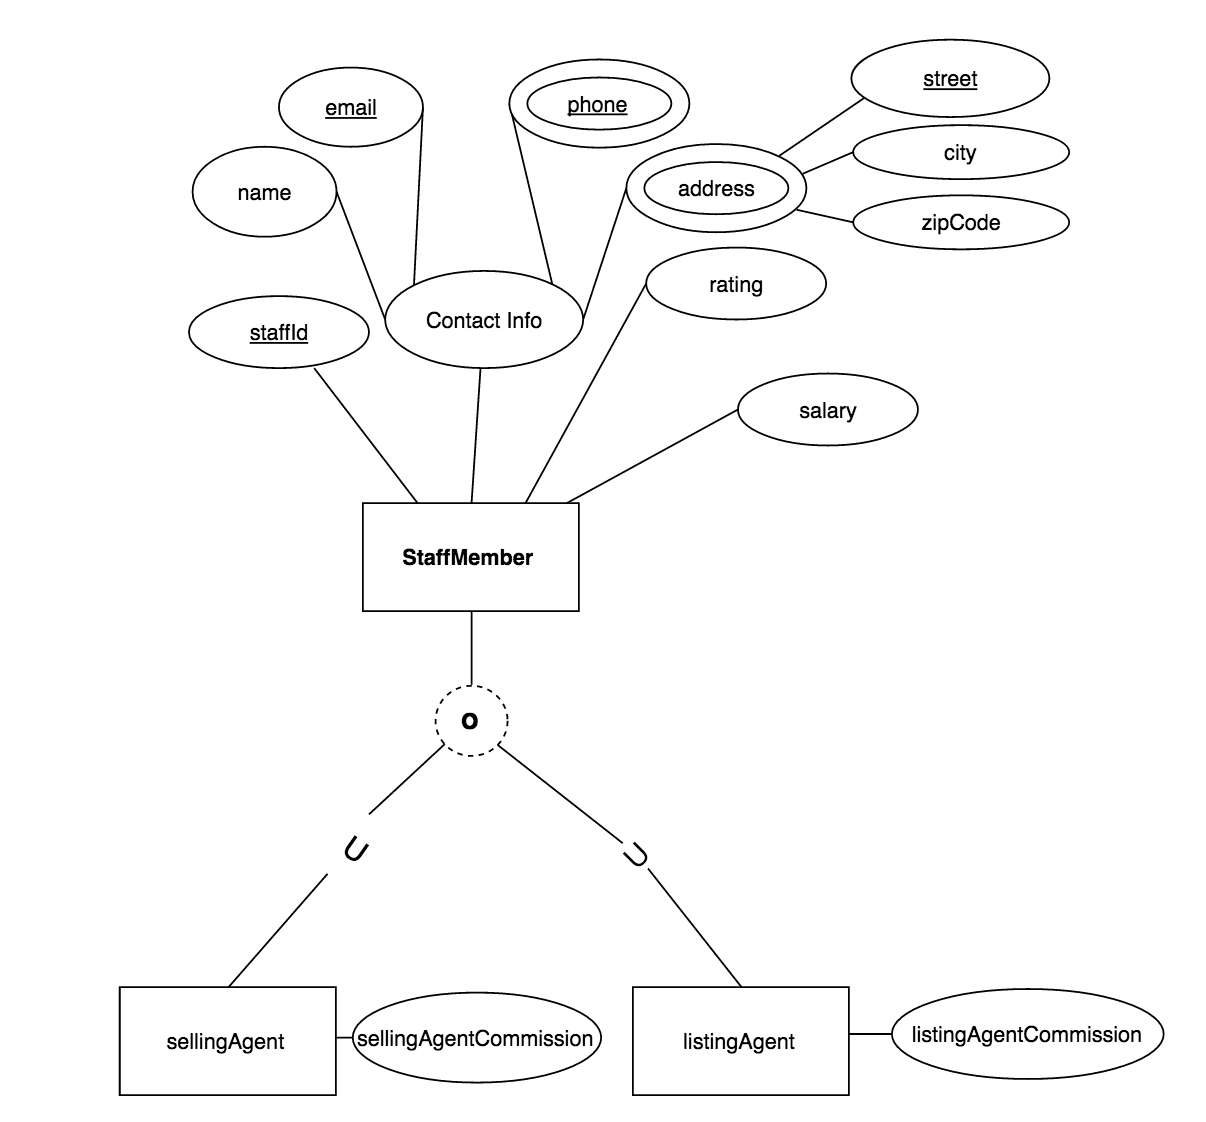 street
email
phone
city
address
name
zipCode
rating
Contact Info
staffId
salary
StaffMember
O
U
U
sellingAgent
sellingAgentCommission
listingAgent
listingAgentCommission